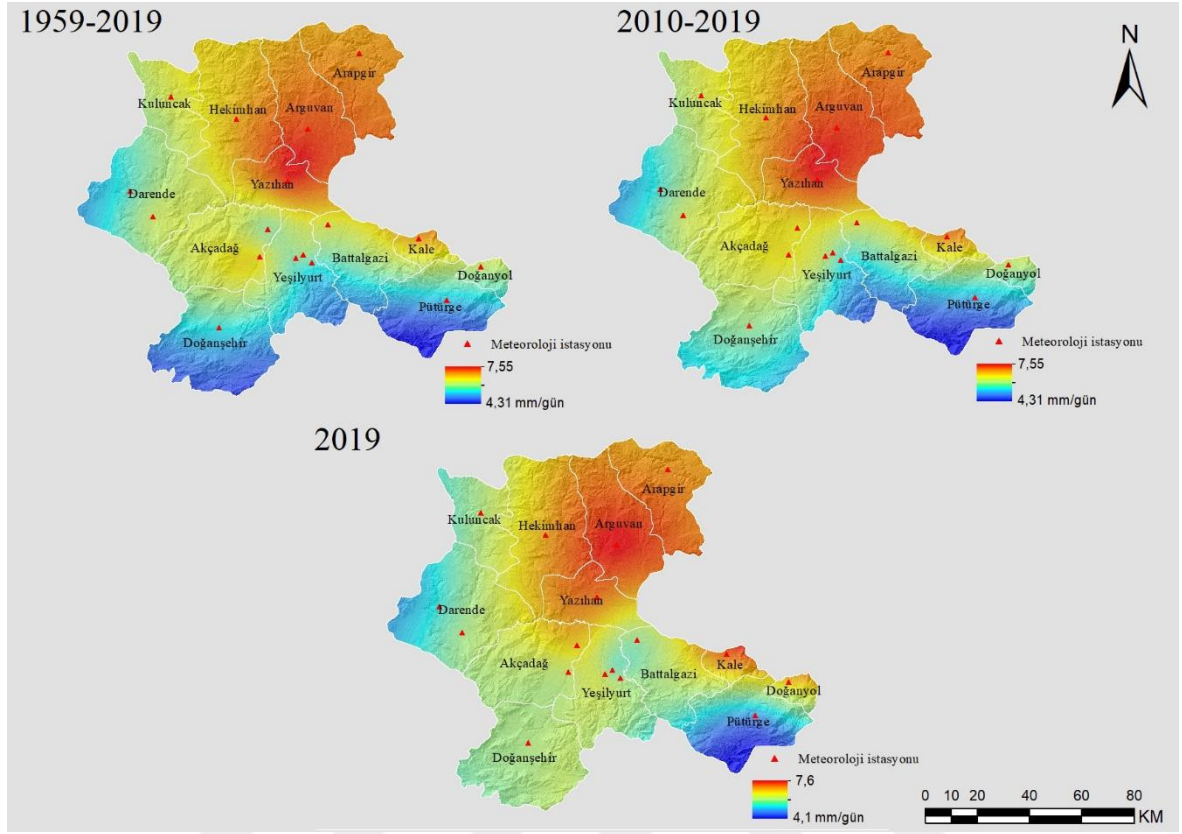 1959-2019
Arapgir
Kuluncak
Hekimhan
Arguvan
Yazıhan
Darende
Akçadağ
Kale
Battalgazi
Yeşilyurt
Doğanyol
Pütürge
Doğanşehir
Meteoroloji istasyonu
7,55
4,31 mm/gün
2010-2019
N
Arapgir
Kuluncak
Hekimhan
Arguvan
Yazıhan
Darende
Akçadağ
Kale
Battalgazi
Yeşilyurt
Doğanyol
Pütürge
Doğanşehir
Meteoroloji istasyonu
7,55
4,31 mm/gün
2019
Arapgir
Kuluncak
Hekimhan
Arguvan
Yazıhan
Darende
Akçadağ
Kale
Battalgazi
Yeşilyurt
Doğanyol
Pütürge
Doğanşehir
Meteoroloji istasyonu
7,6
4,1 mm/gün
0 20 40 60 80
KM